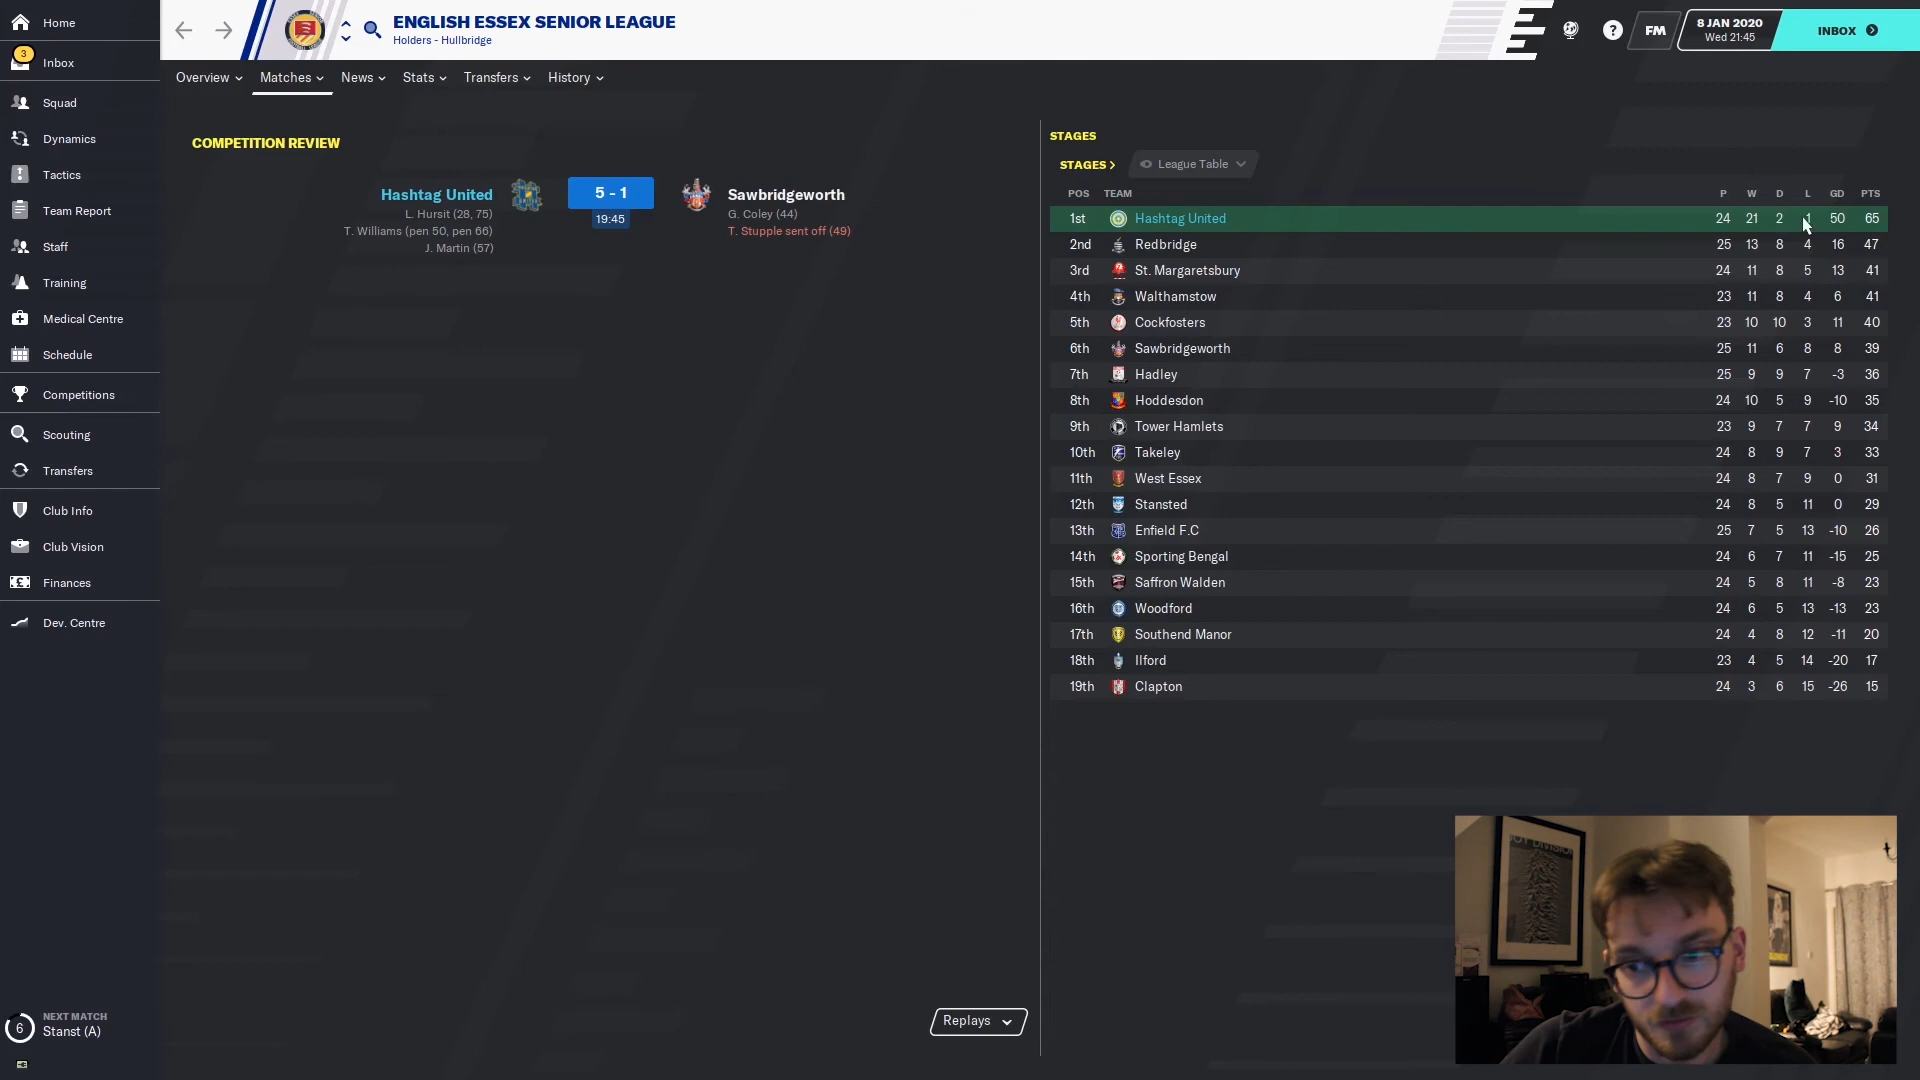 Home
ENGLISH ESSEX SENIOR LEAGUE
Holders - Hullbridge
?
FM
8 JAN 2020
Wed 21:45
INBOX
3
Inbox
Overview
Matches
News
Stats
Transfers
History
Squad
Dynamics
Tactics
Team Report
Staff
Training
Medical Centre
Schedule
Competitions
Scouting
Transfers
Club Info
Club Vision
Finances
Dev. Centre
6
NEXT MATCH
Stanst (A)
COMPETITION REVIEW
Hashtag United
5 - 1
Sawbridgeworth
19:45
L. Hursit (28, 75)
T. Williams (pen 50, pen 66)
J. Martin (57)
G. Coley (44)
T. Stupple sent off (49)
Replays
STAGES
STAGES > League Table
POS TEAM P W D L GD PTS
1st Hashtag United 24 21 2 1 50 65
2nd Redbridge 25 13 8 4 16 47
3rd St. Margaretsbury 24 11 8 5 13 41
4th Walthamstow 23 11 8 4 6 41
5th Cockfosters 23 10 10 3 11 40
6th Sawbridgeworth 25 11 6 8 8 39
7th Hadley 25 9 9 7 -3 36
8th Hoddesdon 24 10 5 9 -10 35
9th Tower Hamlets 23 9 7 7 9 34
10th Takeley 24 8 9 7 3 33
11th West Essex 24 8 7 9 0 31
12th Stansted 24 8 5 11 0 29
13th Enfield F.C 25 7 5 13 -10 26
14th Sporting Bengal 24 6 7 11 -15 25
15th Saffron Walden 24 5 8 11 -8 23
16th Woodford 24 6 5 13 -13 23
17th Southend Manor 24 4 8 12 -11 20
18th Ilford 23 4 5 14 -20 17
19th Clapton 24 3 6 15 -26 15
JOY DIVISION